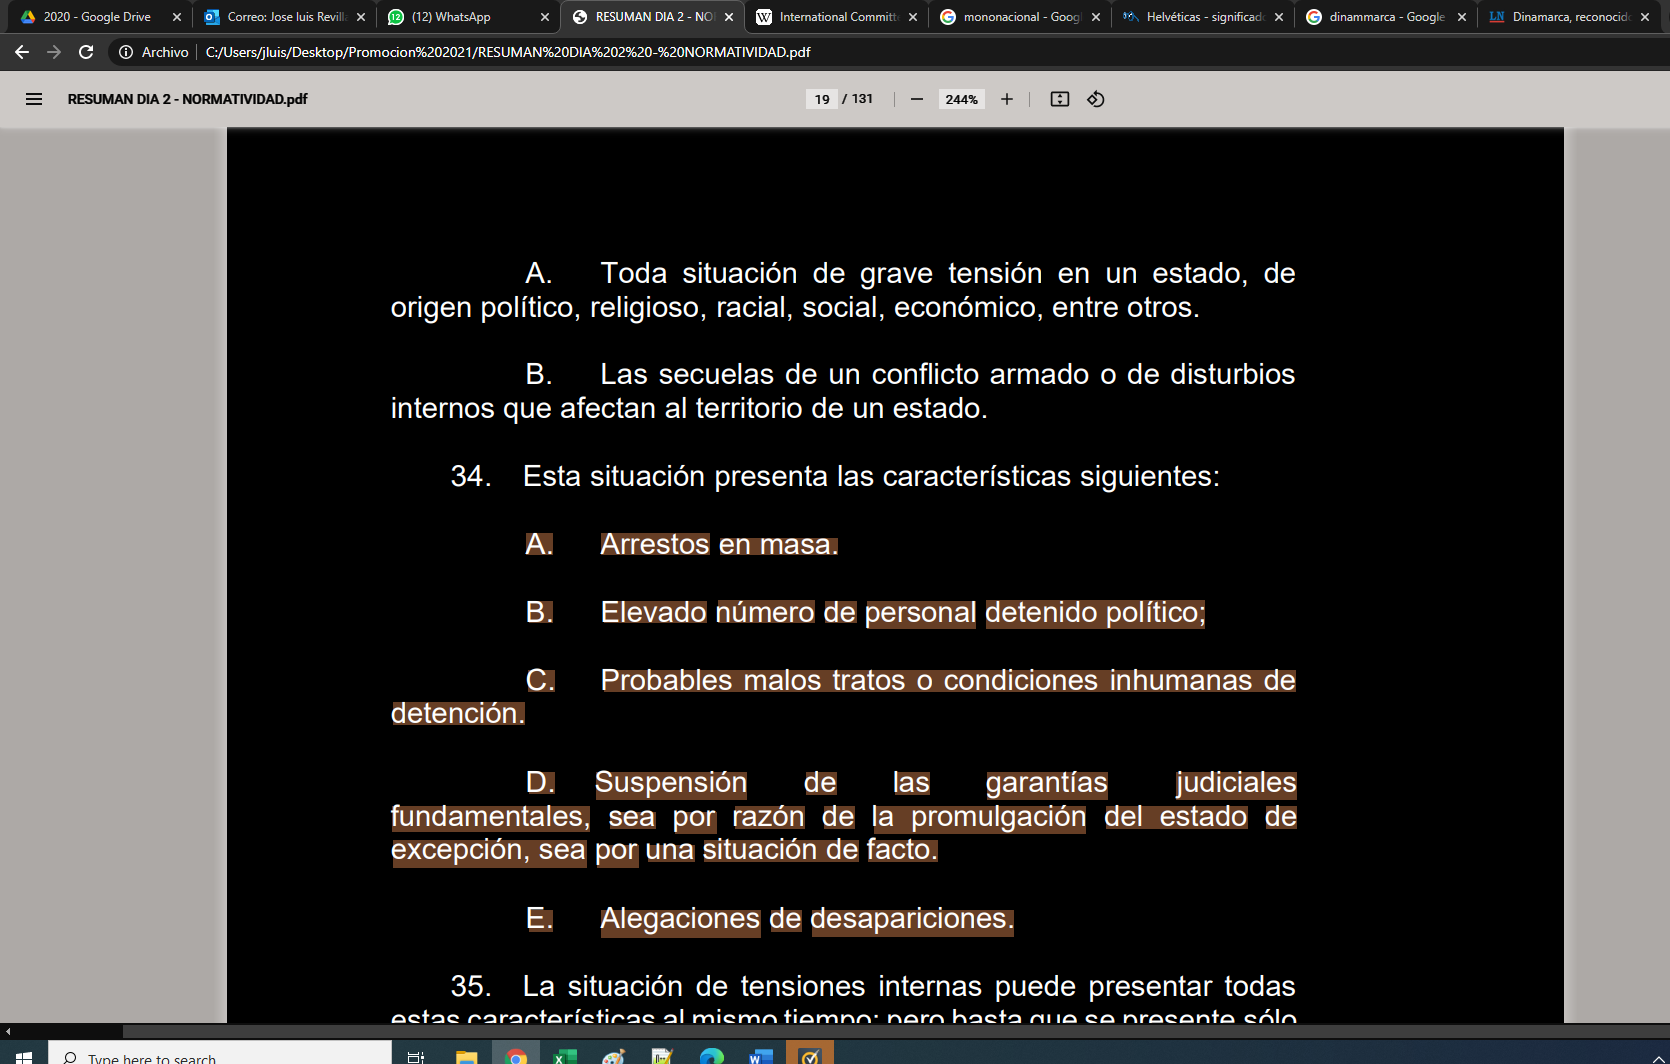 2020 - Google Drive
Correo: Jose luis Revill
(12) WhatsApp
RESUMAN DIA 2 - NO
International Committ
mononacional - Goog
Helvéticas - significad
dinammarca - Google
LN Dinamarca, reconocid
Archivo C:/Users/jluis/Desktop/Promocion%202021/RESUMAN%20DIA%202%20-%20NORMATIVIDAD.pdf
RESUMAN DIA 2 - NORMATIVIDAD.pdf
19 / 131
244%
A. Toda situación de grave tensión en un estado, de
origen político, religioso, racial, social, económico, entre otros.
B. Las secuelas de un conflicto armado o de disturbios
internos que afectan al territorio de un estado.
34. Esta situación presenta las características siguientes:
A. Arrestos en masa.
B. Elevado número de personal detenido político;
C. Probables malos tratos o condiciones inhumanas de
detención.
D. Suspensión de las garantías judiciales
fundamentales, sea por razón de la promulgación del estado de
excepción, sea por una situación de facto.
E. Alegaciones de desapariciones.
35. La situación de tensiones internas puede presentar todas
estas características al mismo tiempo; pero basta que se presente sólo
Type here to search